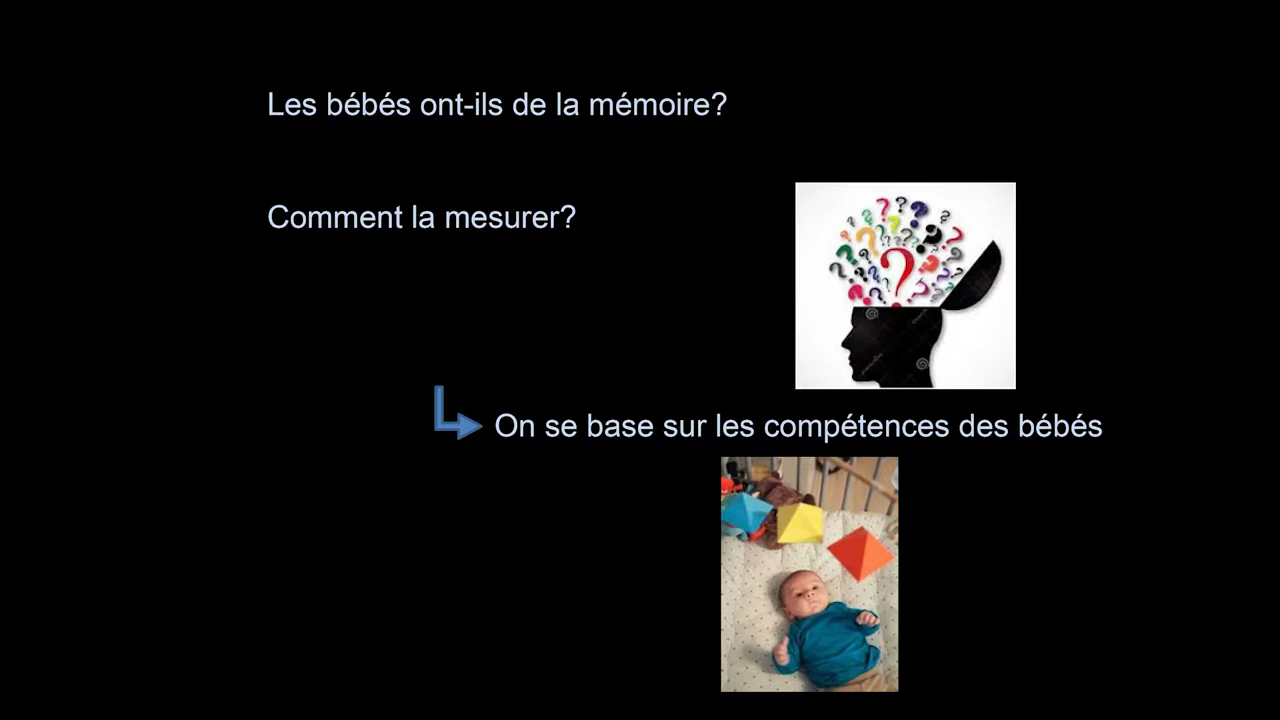 Les bébés ont-ils de la mémoire?
Comment la mesurer?
On se base sur les compétences des bébés